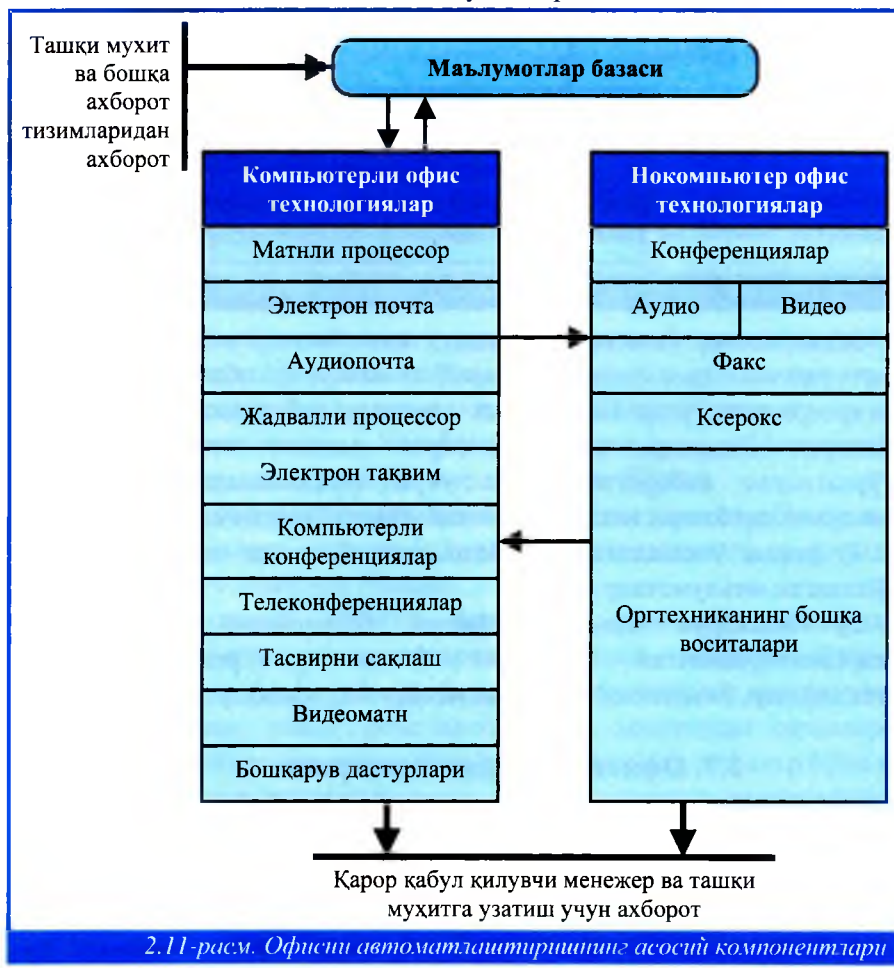 Ташқи муҳит
ва бошқа
ахборот
тизимларидан
ахборот
Маълумотлар базаси
Компьютерли офис
технологиялар
Матнли процессор
Электрон почта
Аудиопочта
Жадвалли процессор
Электрон тақвим
Компьютерли
конференциялар
Телеконференциялар
Тасвирни сақлаш
Видеоматн
Бошқарув дастурлари
Нокомпьютер офис
технологиялар
Конференциялар
Аудио
Видео
Факс
Ксерокс
Оргтехниканинг бошқа
воситалари
Қарор қабул қилувчи менежер ва ташқи
муҳитга узатиш учун ахборот
2.11-расм. Офисни автоматлаштиришнинг асосий компонентлари